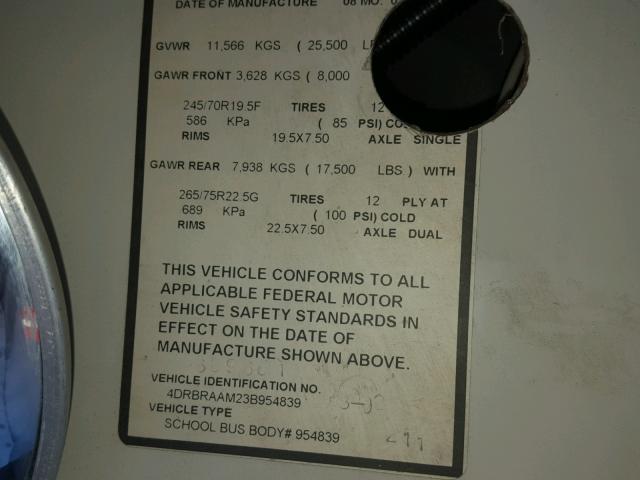 DATE OF MANUFACTURE 08 MO.
GVWR 11,566 KGS ( 25,500
GAWR FRONT 3,628 KGS ( 8,000
245/70R19.5F TIRES 12
586 KPa ( 85 PSI)
RIMS 19.5X7.50 AXLE SINGLE
GAWR REAR 7,938 KGS ( 17,500 LBS ) WITH
265/75R22.5G TIRES 12 PLY AT
689 KPa ( 100 PSI) COLD
RIMS 22.5X7.50 AXLE DUAL
THIS VEHICLE CONFORMS TO ALL
APPLICABLE FEDERAL MOTOR
VEHICLE SAFETY STANDARDS IN
EFFECT ON THE DATE OF
MANUFACTURE SHOWN ABOVE.
VEHICLE IDENTIFICATION NO.
4DRBRAAM23B954839
VEHICLE TYPE
SCHOOL BUS BODY# 954839